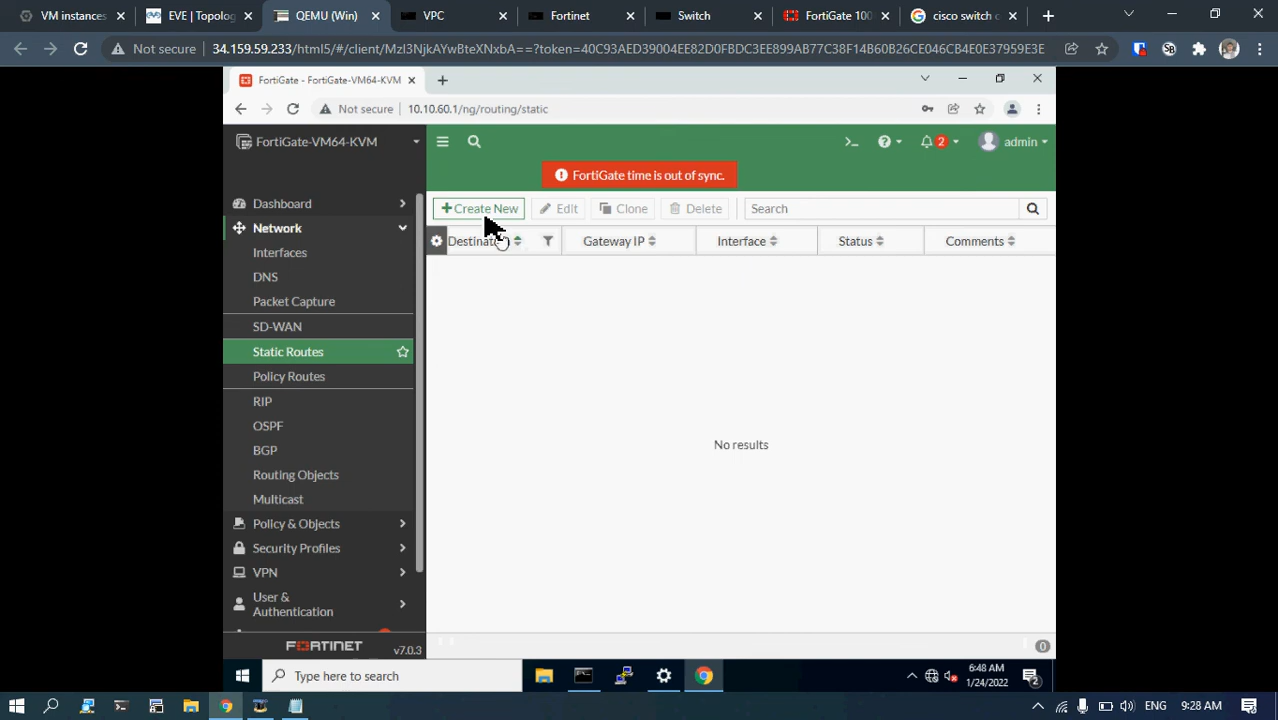 VM instances
EVE | Topolog
QEMU (Win)
VPC
Fortinet
Switch
FortiGate 100
cisco switch c
Not secure
34.159.59.233/html5/#/client/MzI3NjkAYwBteXNxbA==?token=40C93AED39004EE82D0FBDC3EE899AB77C38F14B60B26CE046CB4E0E37959E3E
SB
FortiGate - FortiGate-VM64-KVM
Not secure
10.10.60.1/ng/routing/static
FortiGate-VM64-KVM
2
admin
FortiGate time is out of sync.
Dashboard
Network
Interfaces
DNS
Packet Capture
SD-WAN
Static Routes
Policy Routes
RIP
OSPF
BGP
Routing Objects
Multicast
Policy & Objects
Security Profiles
VPN
User &
Authentication
FORTINET
v7.0.3
+Create New
Edit
Clone
Delete
Search
Gateway IP
Interface
Status
Comments
No results
0
Type here to search
6:48 AM
1/24/2022
2
ENG
9:28 AM